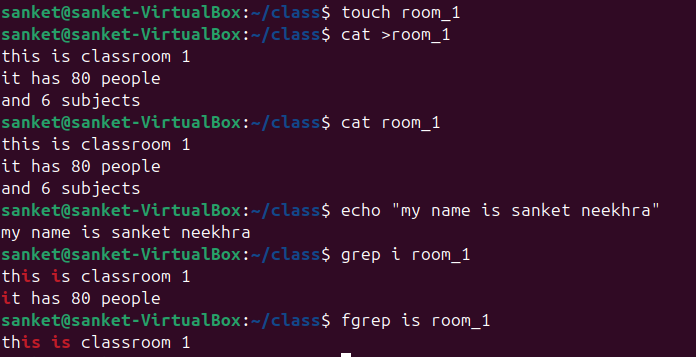 sanket@sanket-VirtualBox:~/class$ touch room_1
sanket@sanket-VirtualBox:~/class$ cat >room_1
this is classroom 1
it has 80 people
and 6 subjects
sanket@sanket-VirtualBox:~/class$ cat room_1
this is classroom 1
it has 80 people
and 6 subjects
sanket@sanket-VirtualBox:~/class$ echo "my name is sanket neekhra"
my name is sanket neekhra
sanket@sanket-VirtualBox:~/class$ grep i room_1
this is classroom 1
it has 80 people
sanket@sanket-VirtualBox:~/class$ fgrep is room_1
this is classroom 1